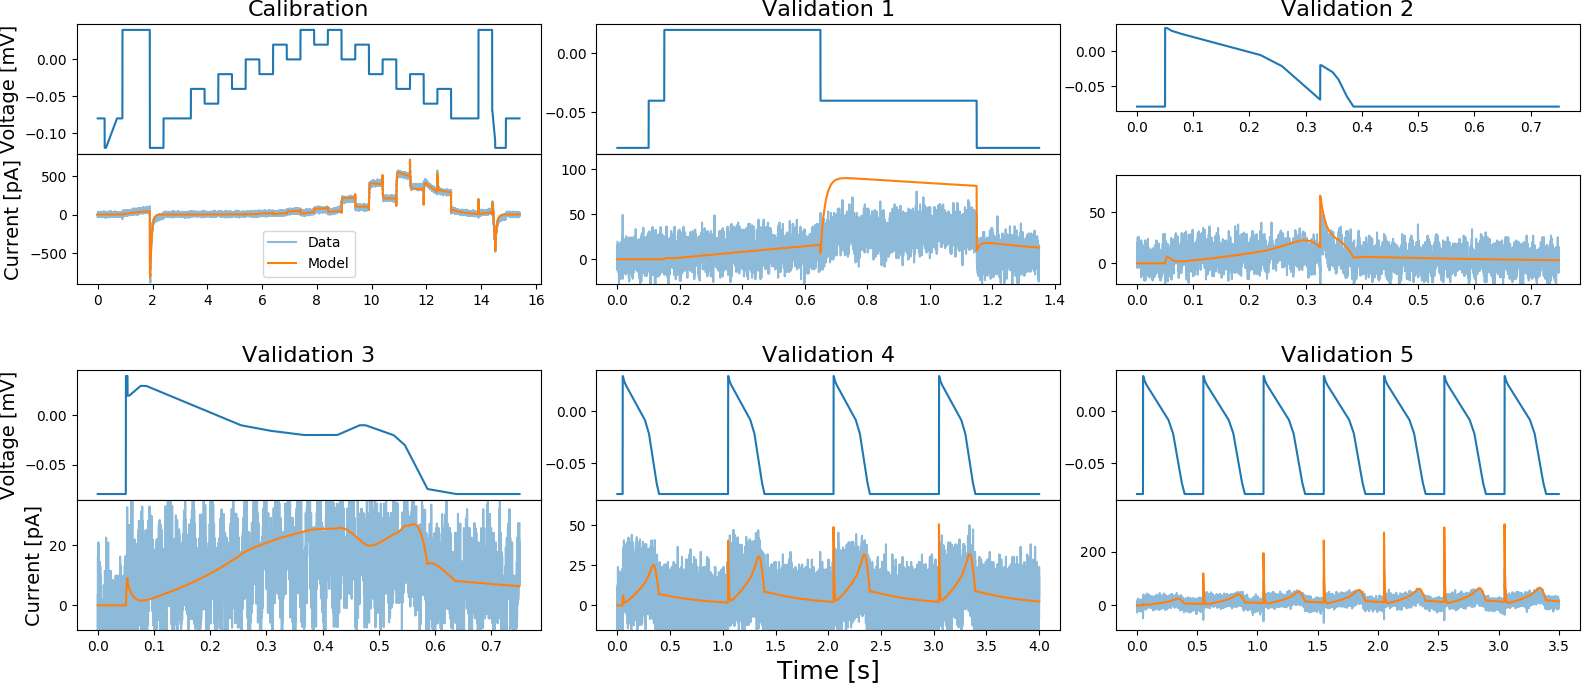 Calibration
Validation 1
Validation 2
Voltage [mV]
0.00
−0.05
−0.10
0.00
−0.05
0.00
−0.05
0.0 0.1 0.2 0.3 0.4 0.5 0.6 0.7
Current [pA]
500
0
−500
Data
Model
0 2 4 6 8 10 12 14 16
100
50
0
0.0 0.2 0.4 0.6 0.8 1.0 1.2 1.4
50
0
0.0 0.1 0.2 0.3 0.4 0.5 0.6 0.7
Validation 3
Validation 4
Validation 5
Voltage [mV]
0.00
−0.05
0.00
−0.05
0.00
−0.05
Current [pA]
20
0
0.0 0.1 0.2 0.3 0.4 0.5 0.6 0.7
50
25
0
0.0 0.5 1.0 1.5 2.0 2.5 3.0 3.5 4.0
200
0
0.0 0.5 1.0 1.5 2.0 2.5 3.0 3.5
Time [s]